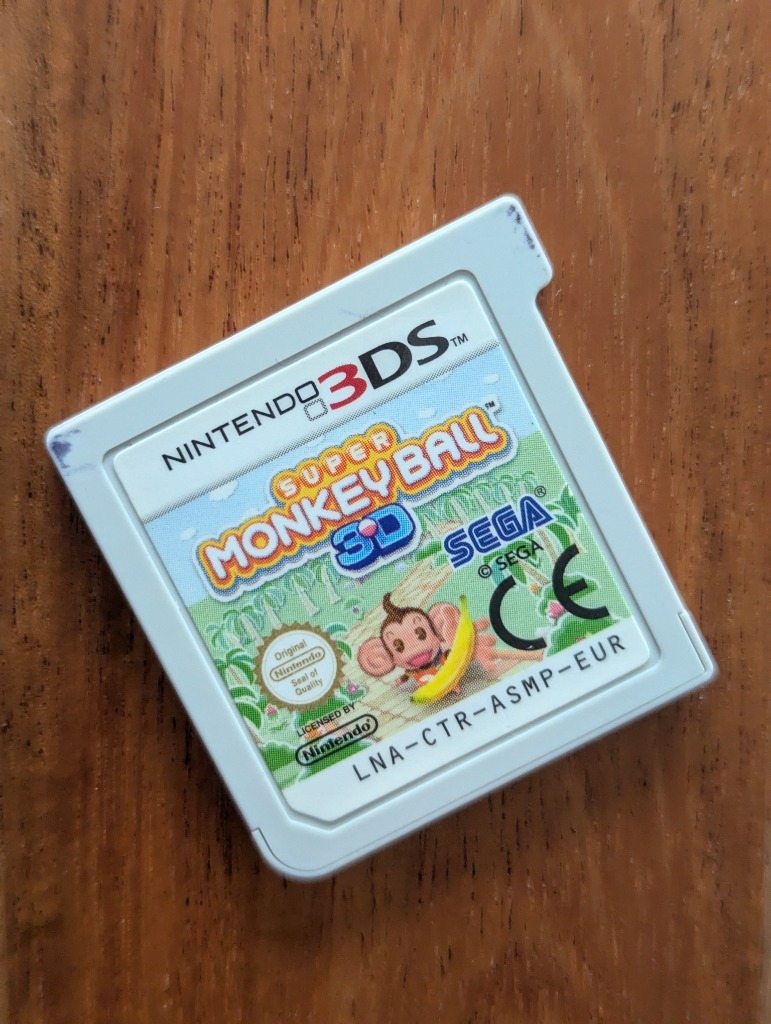 NINTENDO 3DS™
SUPER
MONKEY BALL™
3D
SEGA®
© SEGA
CE
Original
Nintendo
Seal of
Quality
LICENSED BY
Nintendo
LNA-CTR-ASMP-EUR